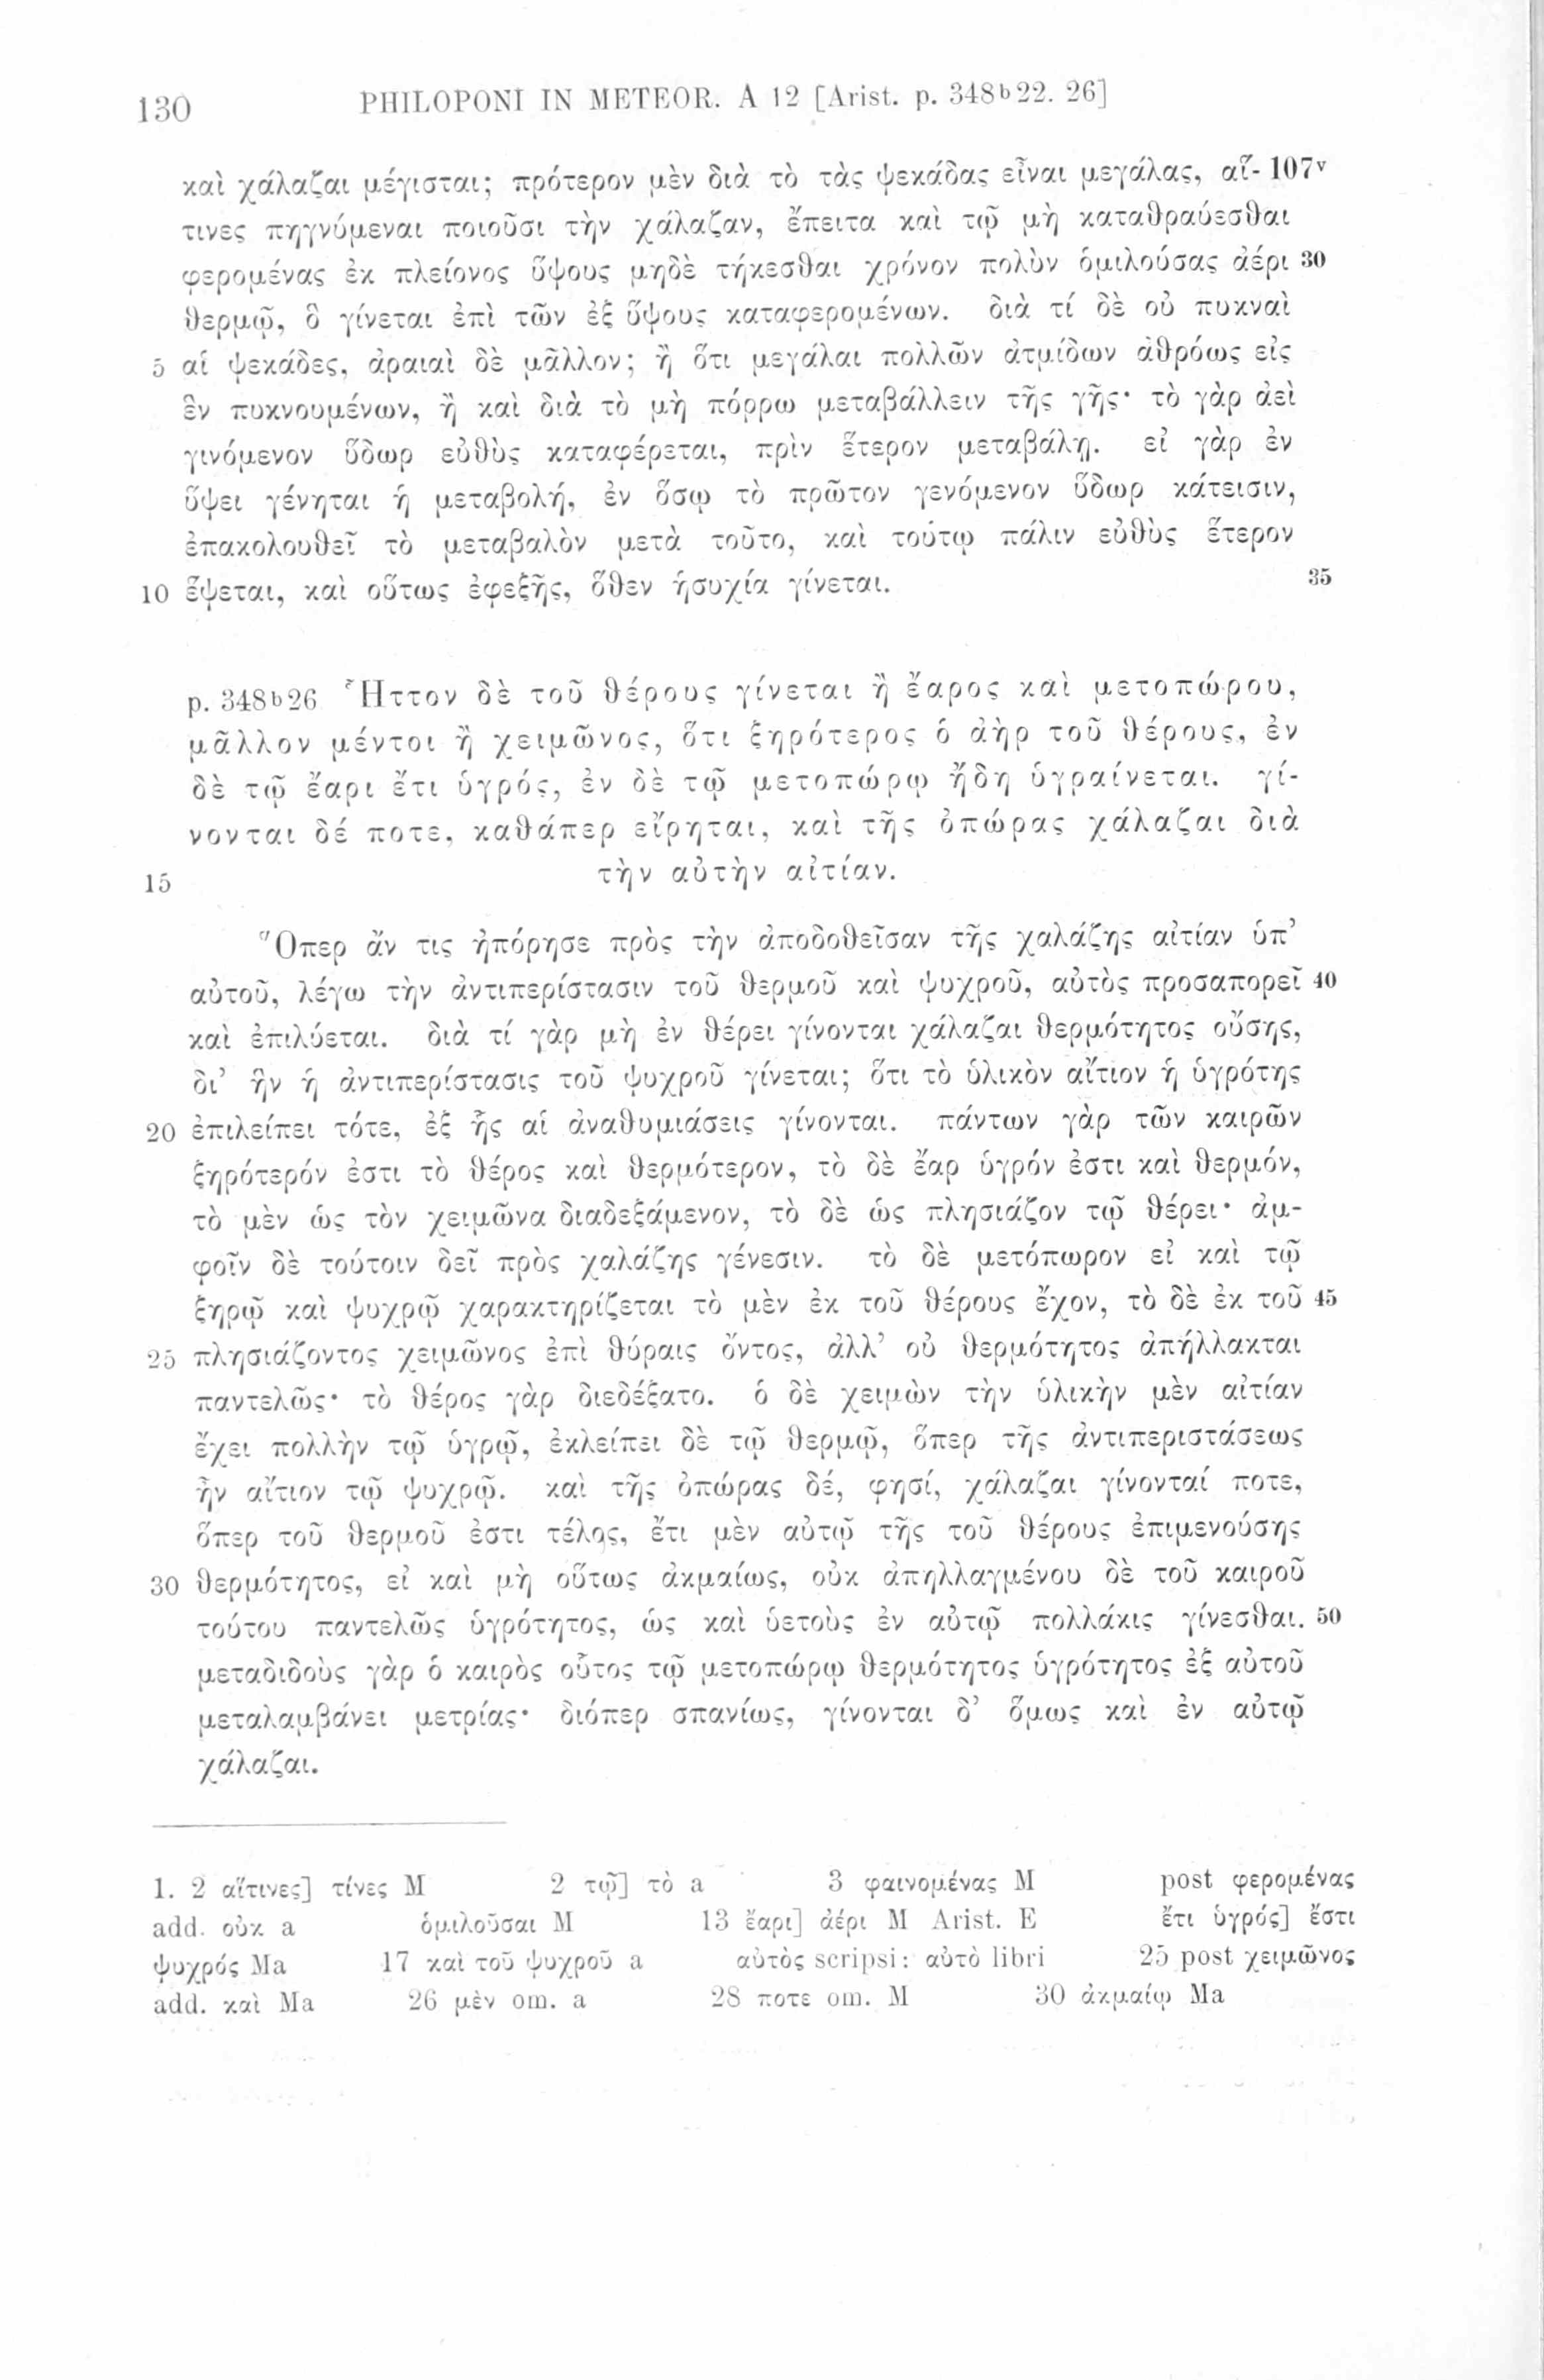 130 PHILOPONI IN METEOR. A 12 [Arist. p. 348b22. 26]
καὶ χάλαζαι μέγισται; πρότερον μὲν διὰ τὸ τὰς ψεκάδας εἶναι μεγάλας, αἵ- 107v
τινες πηγνύμεναι ποιοῦσι τὴν χάλαζαν, ἔπειτα καὶ τῷ μὴ καταθραύεσθαι
φερομένας ἐκ πλείονος ὕψους μηδὲ τήκεσθαι χρόνον πολὺν ὁμιλούσας ἀέρι 30
θερμῷ, ὃ γίνεται ἐπὶ τῶν ἐξ ὕψους καταφερομένων. διὰ τί δὲ οὐ πυκναὶ
5 αἱ ψεκάδες, ἀραιαὶ δὲ μᾶλλον; ἢ ὅτι μεγάλαι πολλῶν ἀτμίδων ἀθρόως εἰς
ἓν πυκνουμένων, ἢ καὶ διὰ τὸ μὴ πόρρω μεταβάλλειν τῆς γῆς· τὸ γὰρ ἀεὶ
γινόμενον ὕδωρ εὐθὺς καταφέρεται, πρὶν ἕτερον μεταβάλῃ. εἰ γὰρ ἐν
ὕψει γένηται ἡ μεταβολή, ἐν ὅσῳ τὸ πρῶτον γενόμενον ὕδωρ κάτεισιν,
ἐπακολουθεῖ τὸ μεταβαλὸν μετὰ τοῦτο, καὶ τούτῳ πάλιν εὐθὺς ἕτερον
10 ἕψεται, καὶ οὕτως ἐφεξῆς, ὅθεν ἡσυχία γίνεται. 35
p. 348b26 Ἧττον δὲ τοῦ θέρους γίνεται ἢ ἔαρος καὶ μετοπώρου,
μᾶλλον μέντοι ἢ χειμῶνος, ὅτι ξηρότερος ὁ ἀὴρ τοῦ θέρους, ἐν
δὲ τῷ ἔαρι ἔτι ὑγρός, ἐν δὲ τῷ μετοπώρῳ ἤδη ὑγραίνεται. γί-
νονται δέ ποτε, καθάπερ εἴρηται, καὶ τῆς ὀπώρας χάλαζαι διὰ
15 τὴν αὐτὴν αἰτίαν.
Ὅπερ ἄν τις ἠπόρησε πρὸς τὴν ἀποδοθεῖσαν τῆς χαλάζης αἰτίαν ὑπ’
αὐτοῦ, λέγω τὴν ἀντιπερίστασιν τοῦ θερμοῦ καὶ ψυχροῦ, αὐτὸς προσαπορεῖ 40
καὶ ἐπιλύεται. διὰ τί γὰρ μὴ ἐν θέρει γίνονται χάλαζαι θερμότητος οὔσης,
δι’ ἣν ἡ ἀντιπερίστασις τοῦ ψυχροῦ γίνεται; ὅτι τὸ ὑλικὸν αἴτιον ἡ ὑγρότης
20 ἐπιλείπει τότε, ἐξ ἧς αἱ ἀναθυμιάσεις γίνονται. πάντων γὰρ τῶν καιρῶν
ξηρότερόν ἐστι τὸ θέρος καὶ θερμότερον, τὸ δὲ ἔαρ ὑγρόν ἐστι καὶ θερμόν,
τὸ μὲν ὡς τὸν χειμῶνα διαδεξάμενον, τὸ δὲ ὡς πλησιάζον τῷ θέρει· ἀμ-
φοῖν δὲ τούτοιν δεῖ πρὸς χαλάζης γένεσιν. τὸ δὲ μετόπωρον εἰ καὶ τῷ
ξηρῷ καὶ ψυχρῷ χαρακτηρίζεται τὸ μὲν ἐκ τοῦ θέρους ἔχον, τὸ δὲ ἐκ τοῦ 45
25 πλησιάζοντος χειμῶνος ἐπὶ θύραις ὄντος, ἀλλ’ οὐ θερμότητος ἀπήλλακται
παντελῶς· τὸ θέρος γὰρ διεδέξατο. ὁ δὲ χειμὼν τὴν ὑλικὴν μὲν αἰτίαν
ἔχει πολλὴν τῷ ὑγρῷ, ἐκλείπει δὲ τῷ θερμῷ, ὅπερ τῆς ἀντιπεριστάσεως
ἦν αἴτιον τῷ ψυχρῷ. καὶ τῆς ὀπώρας δέ, φησί, χάλαζαι γίνονταί ποτε,
ὅπερ τοῦ θερμοῦ ἐστι τέλος, ἔτι μὲν αὐτῷ τῆς τοῦ θέρους ἐπιμενούσης
30 θερμότητος, εἰ καὶ μὴ οὕτως ἀκμαίως, οὐκ ἀπηλλαγμένου δὲ τοῦ καιροῦ
τούτου παντελῶς ὑγρότητος, ὡς καὶ ὑετοὺς ἐν αὐτῷ πολλάκις γίνεσθαι. 50
μεταδιδοὺς γὰρ ὁ καιρὸς οὗτος τῷ μετοπώρῳ θερμότητος ὑγρότητος ἐξ αὐτοῦ
μεταλαμβάνει μετρίας· διόπερ σπανίως, γίνονται δ’ ὅμως καὶ ἐν αὐτῷ
χάλαζαι.
1. 2 αἵτινες] τίνες M 2 τῷ] τὸ a 3 φαινομένας M post φερομένας
add. οὐκ a ὁμιλοῦσαι M 13 ἔαρι] ἀέρι M Arist. E ἔτι ὑγρός] ἔστι
ψυχρός Ma 17 καὶ τοῦ ψυχροῦ a αὐτὸς scripsi: αὐτὸ libri 25 post χειμῶνος
add. καὶ Ma 26 μὲν om. a 28 ποτε om. M 30 ἀκμαίῳ Ma